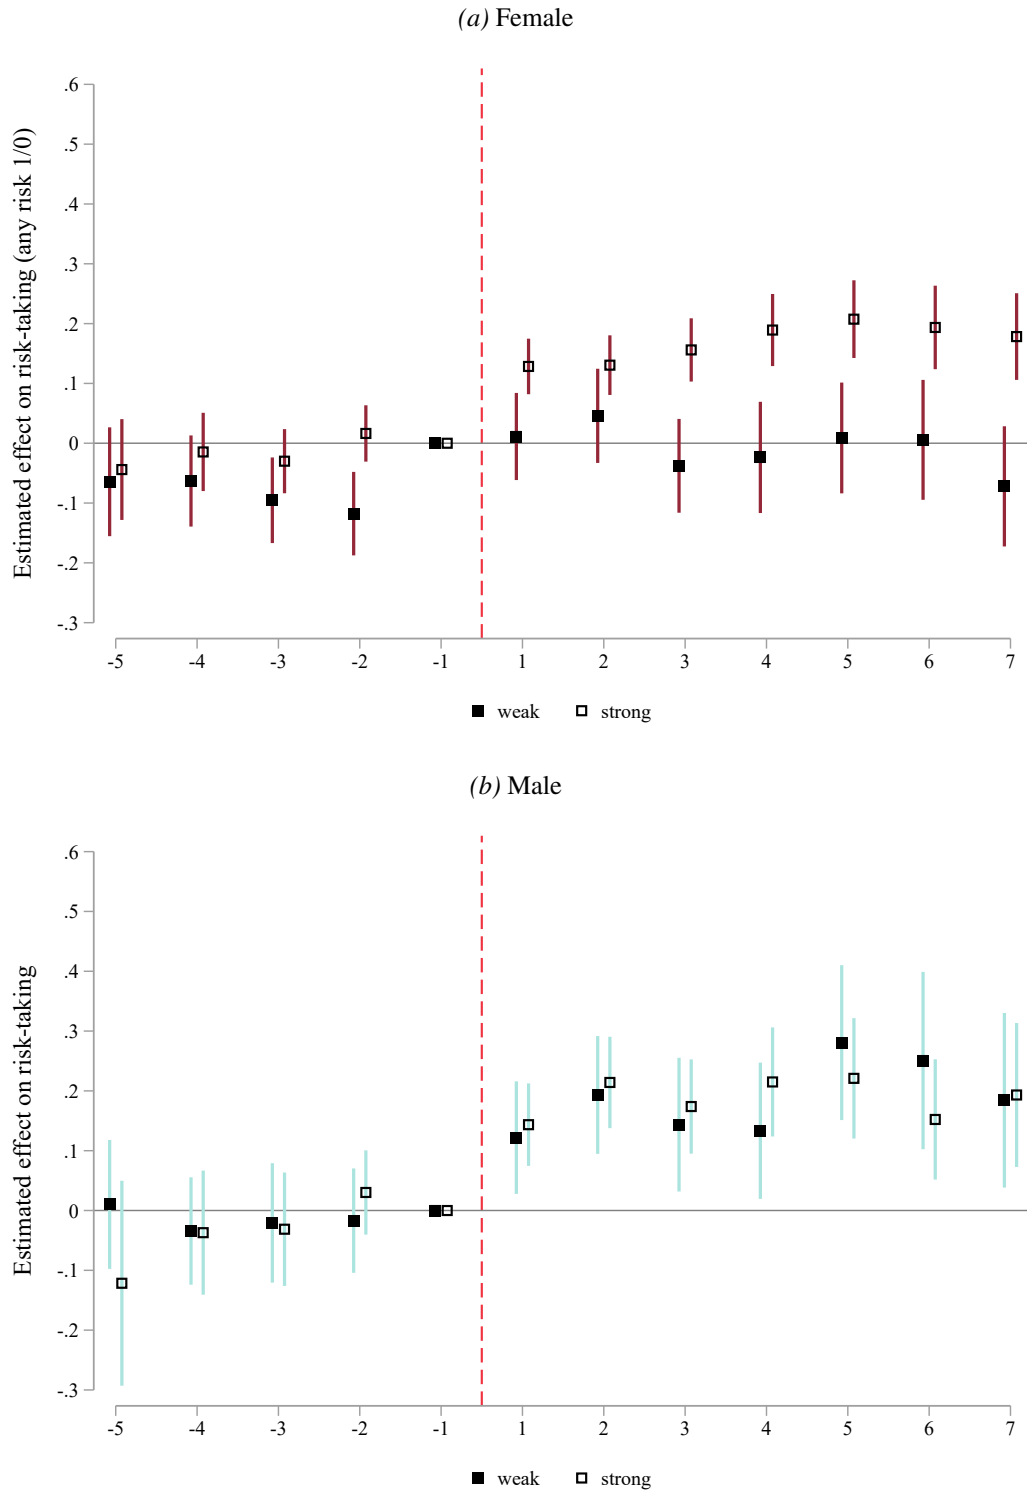 (a) Female
Estimated effect on risk-taking (any risk 1/0)
.6
.5
.4
.3
.2
.1
0
-.1
-.2
-.3
-5 -4 -3 -2 -1 1 2 3 4 5 6 7
weak strong
(b) Male
Estimated effect on risk-taking
.6
.5
.4
.3
.2
.1
0
-.1
-.2
-.3
-5 -4 -3 -2 -1 1 2 3 4 5 6 7
weak strong